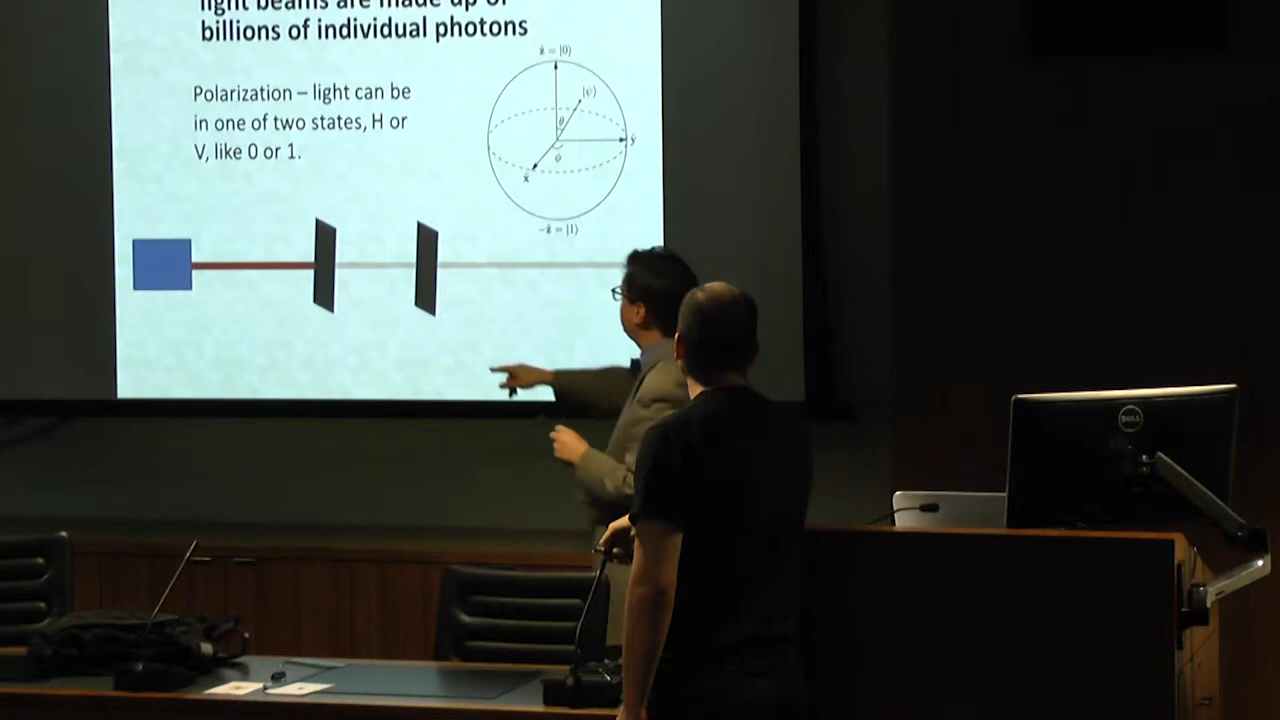 light beams are made up of
billions of individual photons
Polarization – light can be
in one of two states, H or
V, like 0 or 1.
ẑ = |0⟩
|ψ⟩
θ
ŷ
φ
x̂
−ẑ = |1⟩
DELL